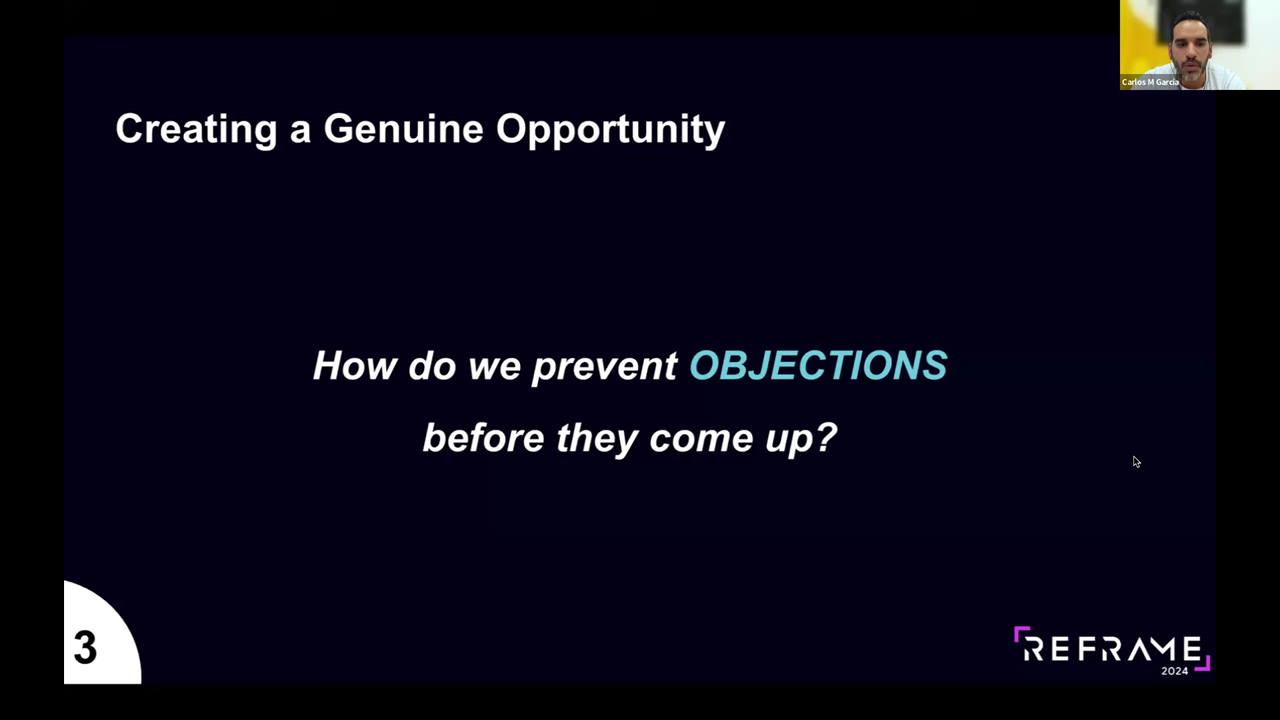 Carlos M Garcia
Creating a Genuine Opportunity
How do we prevent OBJECTIONS
before they come up?
3
REFRAME
2024